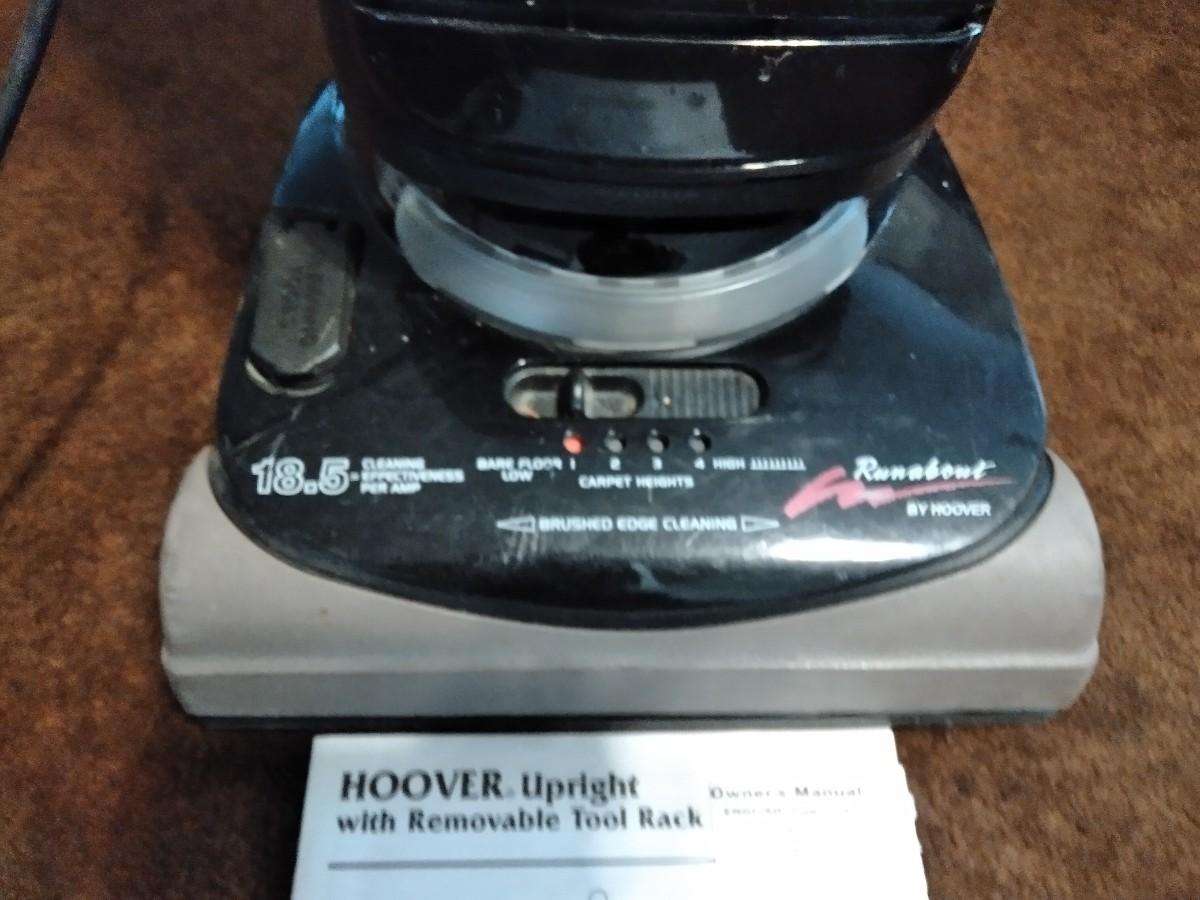 18.5
CLEANING
EFFECTIVENESS
PER AMP
BARE FLOOR 1 2 3 4 HIGH
LOW
CARPET HEIGHTS
BRUSHED EDGE CLEANING
Runabout
BY HOOVER
HOOVER Upright
with Removable Tool Rack
Owner's Manual